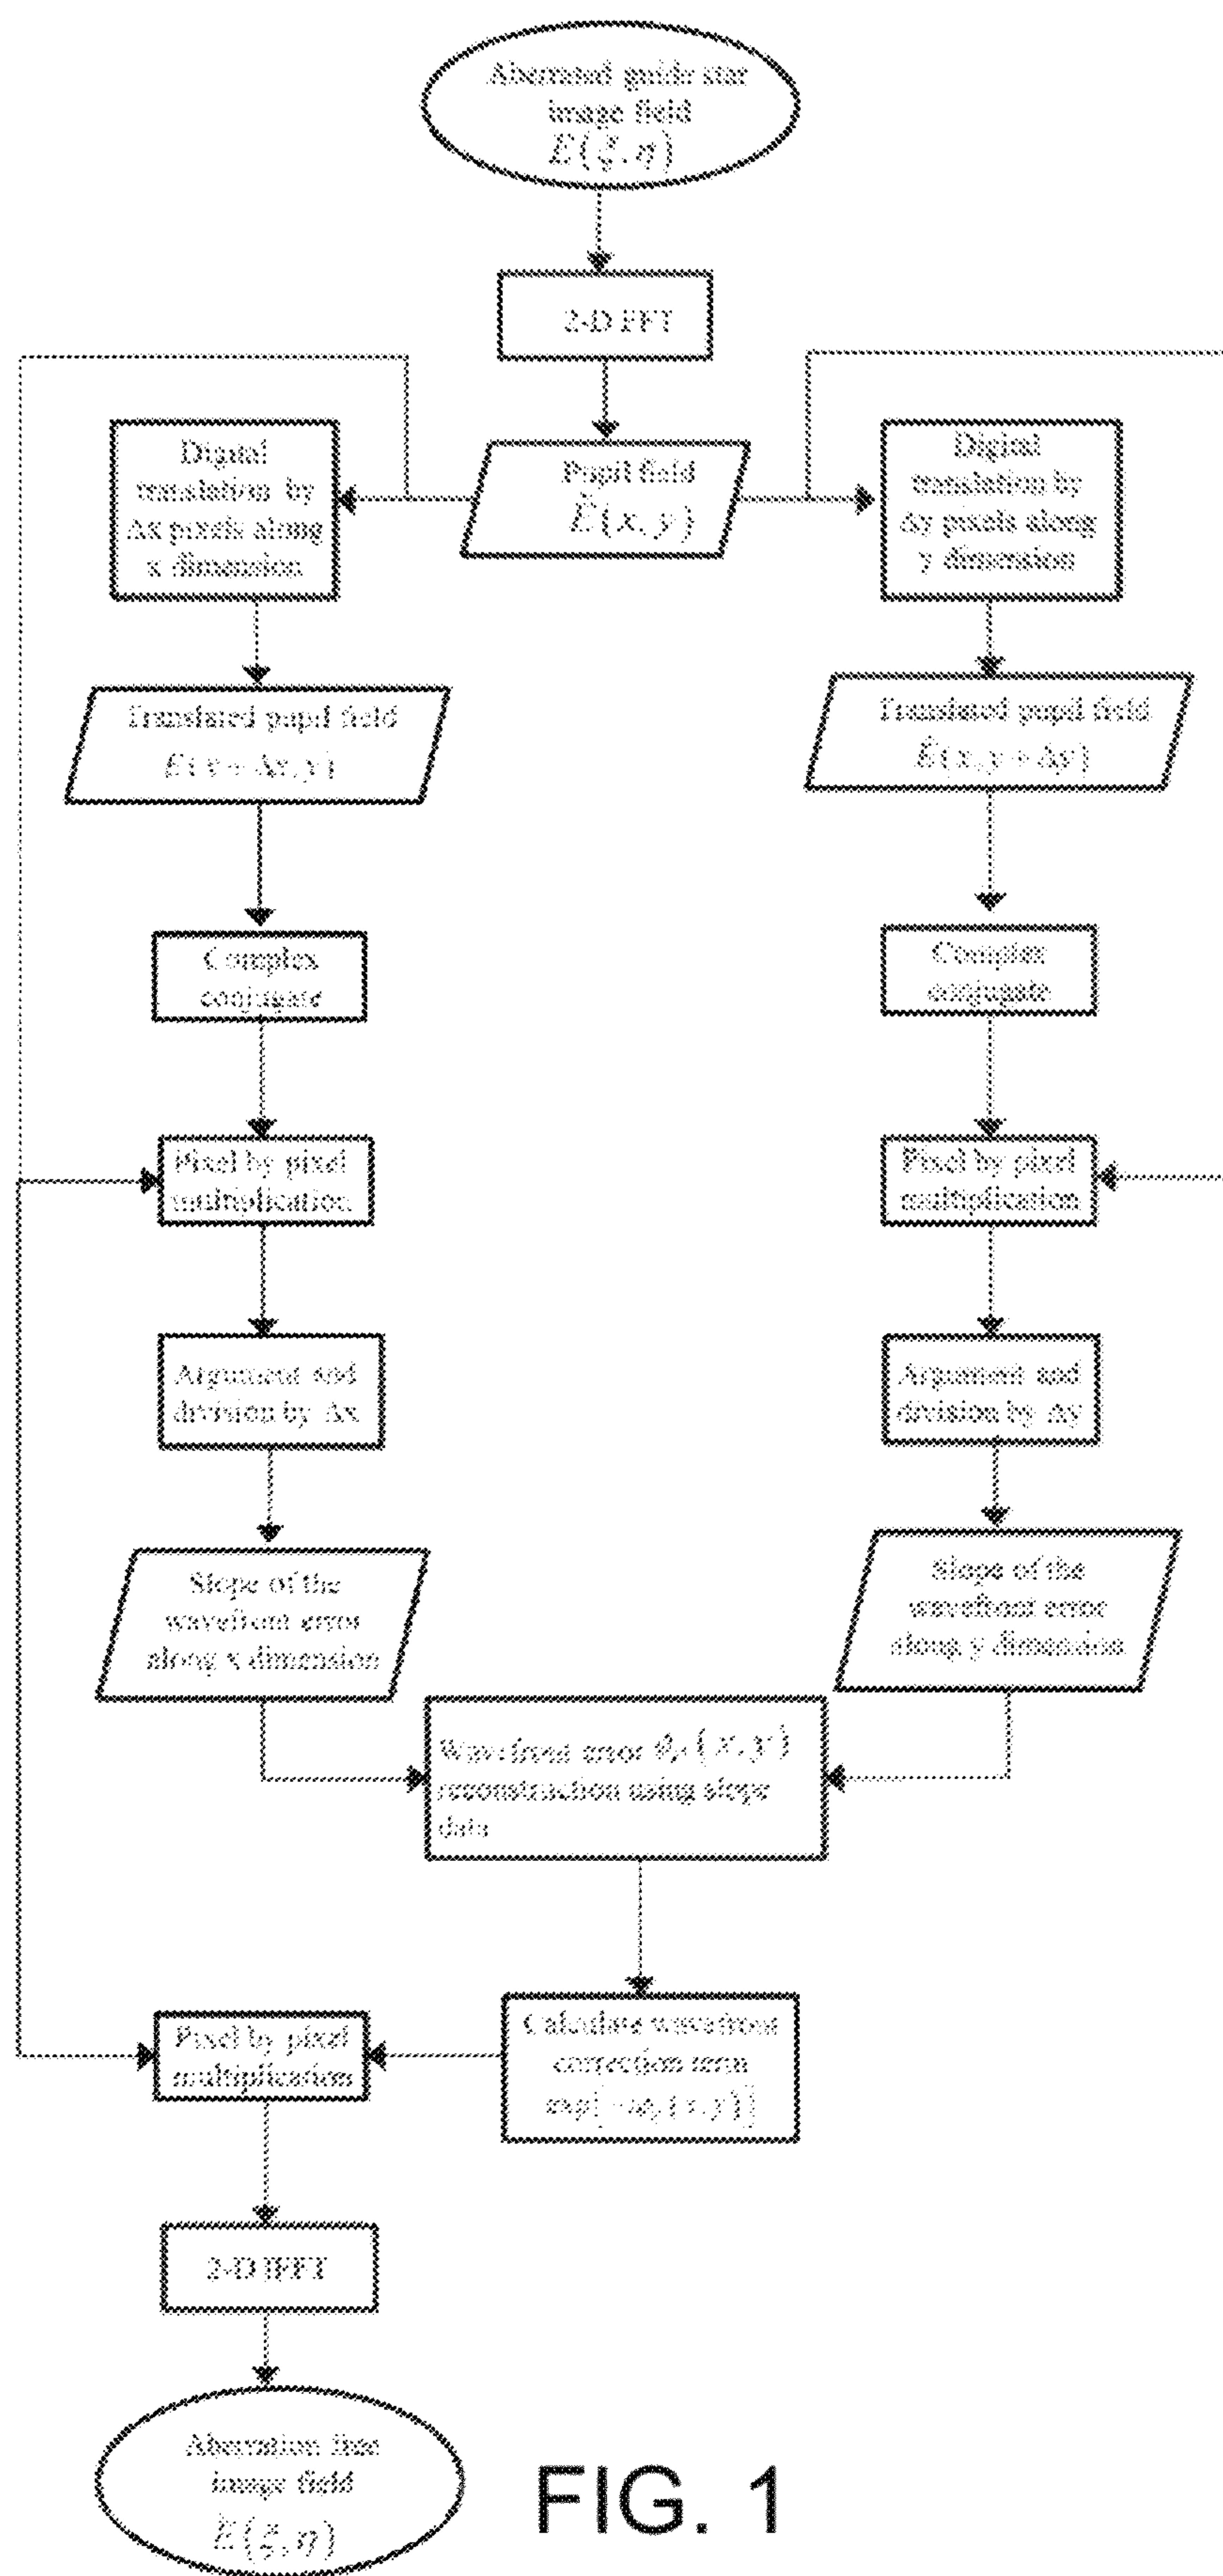 Aberrated guide star
image field
E(ξ, η)
2-D FFT
Digital
translation by
Δx pixels along
x dimension
Pupil field
Ẽ(x, y)
Digital
translation by
Δy pixels along
y dimension
Translated pupil field
E(x + Δx, y)
Translated pupil field
Ẽ(x, y + Δy)
Complex
conjugate
Complex
conjugate
Pixel by pixel
multiplication
Pixel by pixel
multiplication
Argument and
division by Δx
Argument and
division by Δy
Slope of the
wavefront error
along x dimension
Slope of the
wavefront error
along y dimension
Wavefront error (x, y)
reconstruction using slope
data
Pixel by pixel
multiplication
Calculate wavefront
correction term
2-D IFFT
Aberration free
image field
Ẽ(ξ, η)
FIG. 1